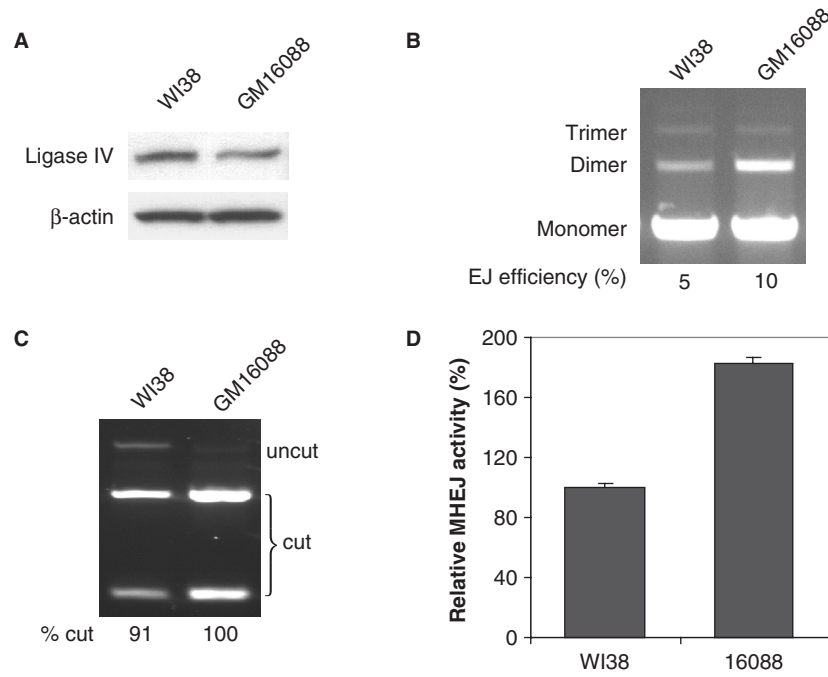 A
WI38
GM16088
Ligase IV
β-actin
B
WI38
GM16088
Trimer
Dimer
Monomer
EJ efficiency (%)
5
10
C
WI38
GM16088
uncut
cut
% cut
91
100
D
Relative MHEJ activity (%)
200
160
120
80
40
0
WI38
16088